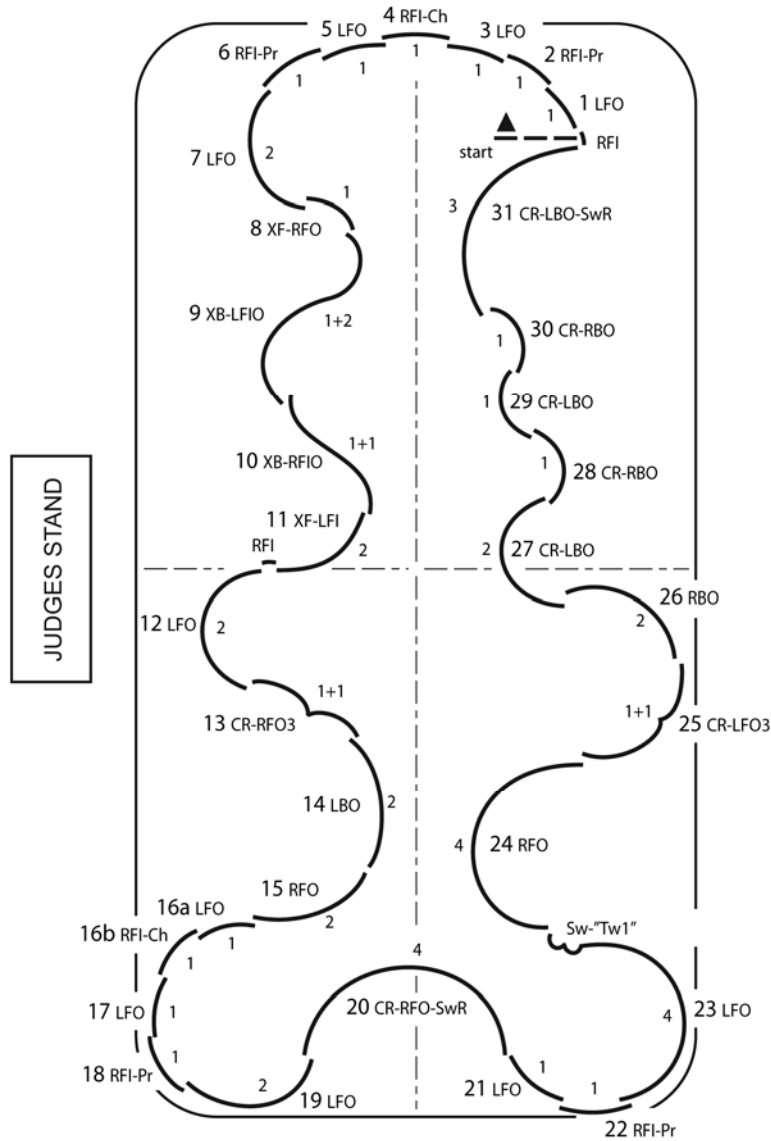 4 RFI-Ch
5 LFO
3 LFO
6 RFI-Pr
2 RFI-Pr
1
1
1
1
1
1 LFO
1
start
RFI
7 LFO
2
1
8 XF-RFO
3
31 CR-LBO-SwR
9 XB-LFIO
1+2
30 CR-RBO
1
1
29 CR-LBO
10 XB-RFIO
1+1
1
28 CR-RBO
11 XF-LFI
RFI
2
2
27 CR-LBO
JUDGES STAND
26 RBO
2
12 LFO
2
1+1
13 CR-RFO3
1+1
25 CR-LFO3
14 LBO
2
4
24 RFO
15 RFO
2
16a LFO
16b RFI-Ch
1
1
Sw-"Tw1"
4
20 CR-RFO-SwR
17 LFO
1
4
23 LFO
18 RFI-Pr
1
2
19 LFO
21 LFO
1
1
22 RFI-Pr